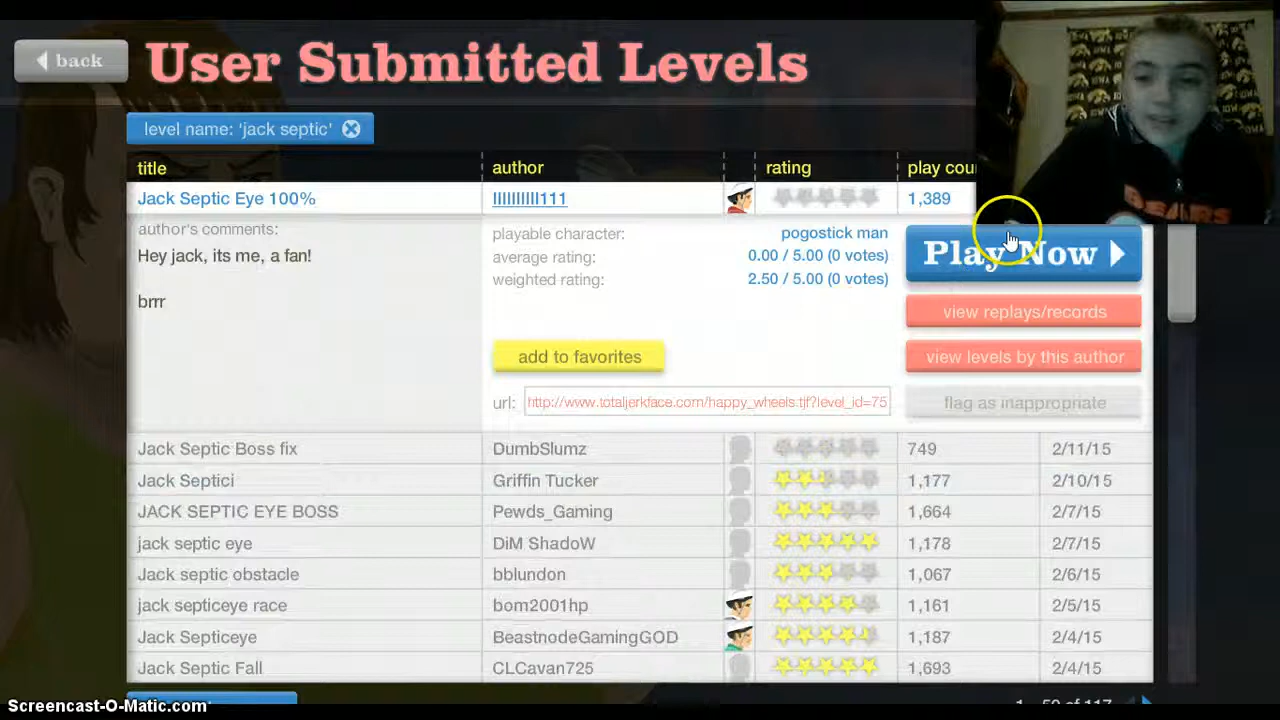 back
User Submitted Levels
level name: 'jack septic'
title author rating play cou
Jack Septic Eye 100% 1,389
author's comments:
Hey jack, its me, a fan!
brrr
playable character: pogostick man
average rating: 0.00 / 5.00 (0 votes)
weighted rating: 2.50 / 5.00 (0 votes)
add to favorites
url: http://www.totaljerkface.com/happy_wheels.tjf?level_id=75
Play Now
view replays/records
view levels by this author
flag as inappropriate
Jack Septic Boss fix DumbSlumz 749 2/11/15
Jack Septici Griffin Tucker 1,177 2/10/15
JACK SEPTIC EYE BOSS Pewds_Gaming 1,664 2/7/15
jack septic eye DiM ShadoW 1,178 2/7/15
Jack septic obstacle bblundon 1,067 2/6/15
jack septiceye race bom2001hp 1,161 2/5/15
Jack Septiceye BeastnodeGamingGOD 1,187 2/4/15
Jack Septic Fall CLCavan725 1,693 2/4/15
Screencast-O-Matic.com
IOWA
BEARS